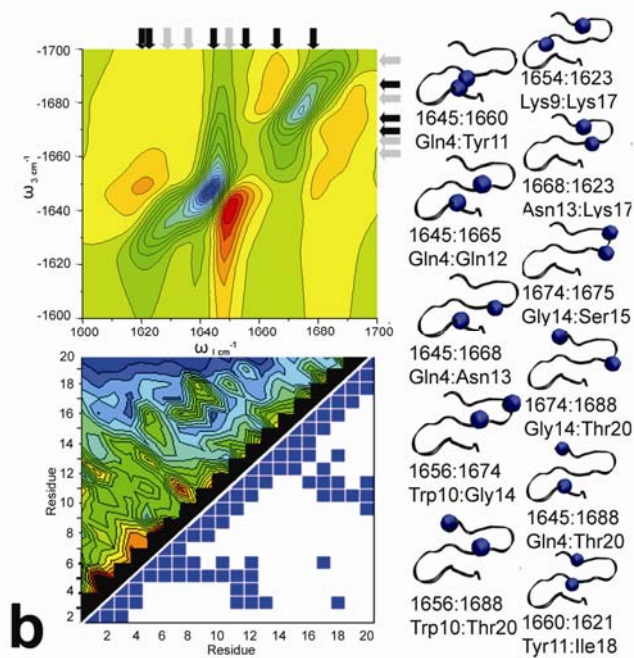 -1700
-1680
-1660
-1640
-1600
ω 3 cm⁻¹
1000 1620 1640 1660 1680 1700
ω 1 cm⁻¹
20
18
16
14
12
10
8
6
4
2
Residue
2 4 6 8 10 12 14 16 18 20
Residue
b
1645:1660
Gln4:Tyr11
1645:1665
Gln4:Gln12
1645:1668
Gln4:Asn13
1656:1674
Trp10:Gly14
1656:1688
Trp10:Thr20
1654:1623
Lys9:Lys17
1668:1623
Asn13:Lys17
1674:1675
Gly14:Ser15
1674:1688
Gly14:Thr20
1645:1688
Gln4:Thr20
1660:1621
Tyr11:Ile18